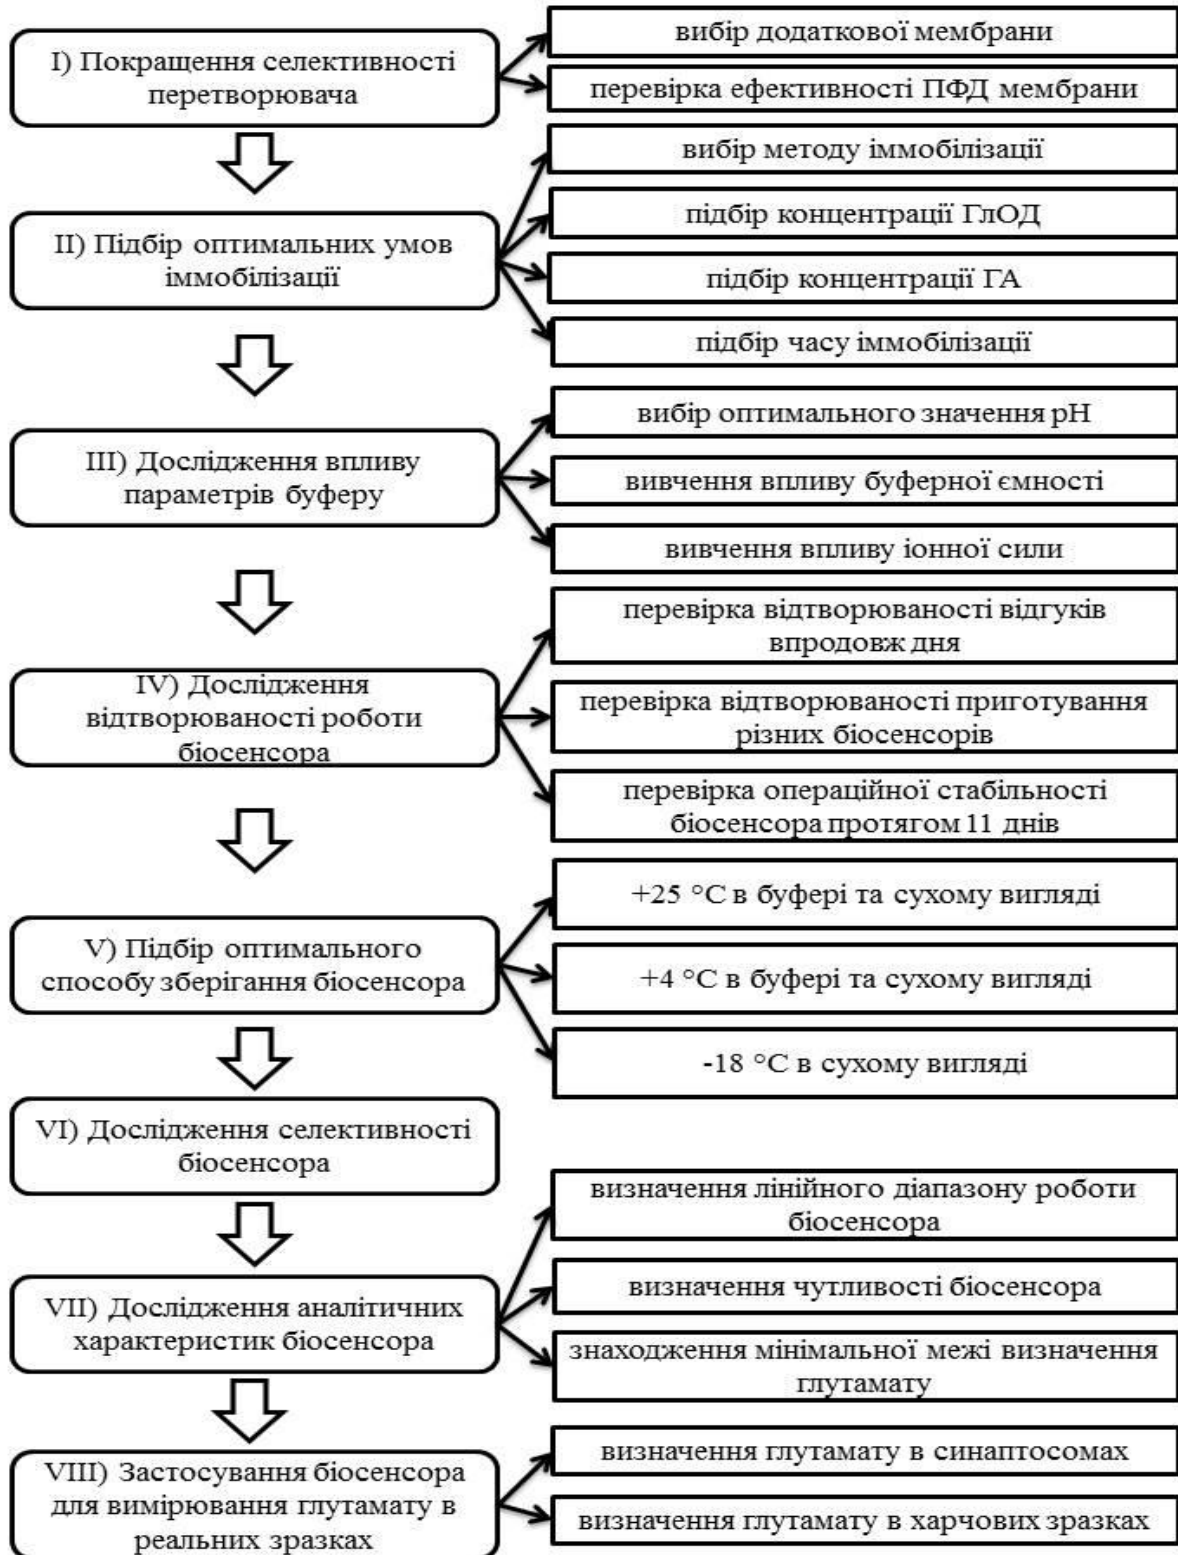 I) Покращення селективності
перетворювача
вибір додаткової мембрани
перевірка ефективності ПФД мембрани
II) Підбір оптимальних умов
іммобілізації
вибір методу іммобілізації
підбір концентрації ГлОД
підбір концентрації ГА
підбір часу іммобілізації
III) Дослідження впливу
параметрів буферу
вибір оптимального значення рН
вивчення впливу буферної ємності
вивчення впливу іонної сили
IV) Дослідження
відтворюваності роботи
біосенсора
перевірка відтворюваності відгуків
впродовж дня
перевірка відтворюваності приготування
різних біосенсорів
перевірка операційної стабільності
біосенсора протягом 11 днів
V) Підбір оптимального
способу зберігання біосенсора
+25 °С в буфері та сухому вигляді
+4 °С в буфері та сухому вигляді
-18 °С в сухому вигляді
VI) Дослідження селективності
біосенсора
VII) Дослідження аналітичних
характеристик біосенсора
визначення лінійного діапазону роботи
біосенсора
визначення чутливості біосенсора
знаходження мінімальної межі визначення
глутамату
VIII) Застосування біосенсора
для вимірювання глутамату в
реальних зразках
визначення глутамату в синаптосомах
визначення глутамату в харчових зразках